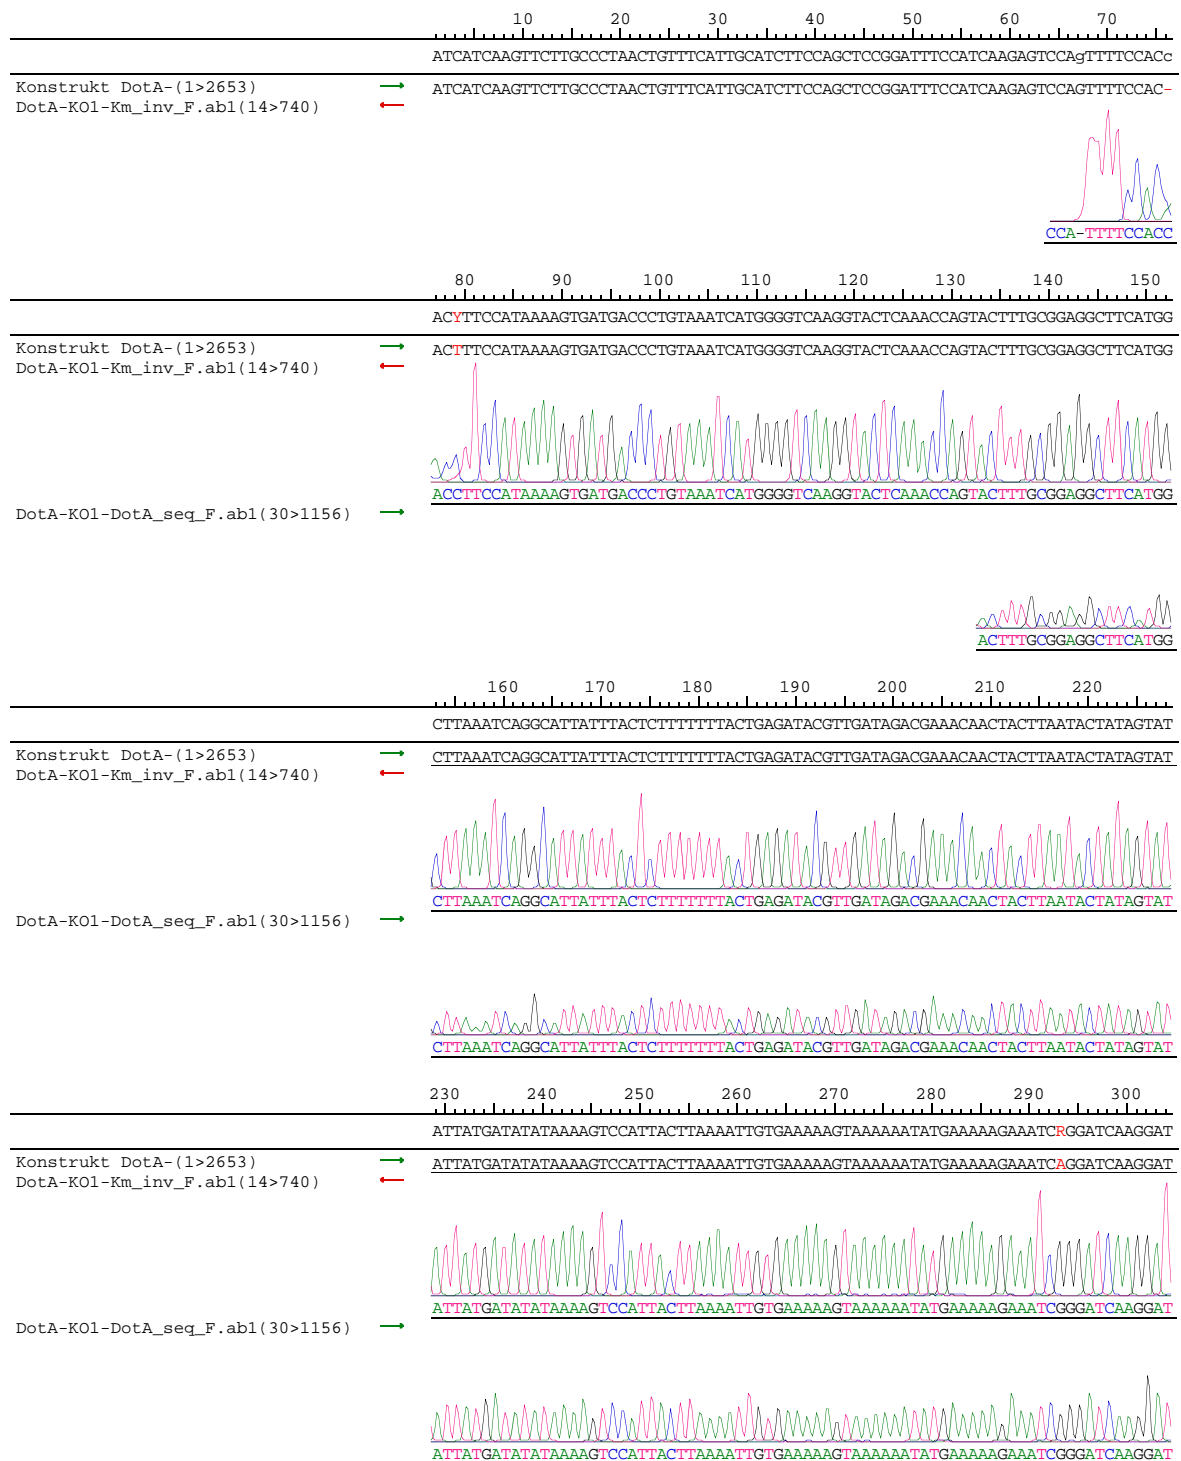 10 20 30 40 50 60 70
ATCATCAAGTTCTTGCCCTAACTGTTTCATTGCATCTTCCAGCTCCGGATTTCCATCAAGAGTCCAgTTTTCCACc
Konstrukt DotA-(1>2653) ATCATCAAGTTCTTGCCCTAACTGTTTCATTGCATCTTCCAGCTCCGGATTTCCATCAAGAGTCCAGTTTTCCAC-
DotA-KO1-Km_inv_F.ab1(14>740)
CCA-TTTTCCACC
80 90 100 110 120 130 140 150
ACYTTCCATAAAAGTGATGACCCTGTAAATCATGGGGTCAAGGTACTCAAACCAGTACTTTGCGGAGGCTTCATGG
Konstrukt DotA-(1>2653) ACTTTCCATAAAAGTGATGACCCTGTAAATCATGGGGTCAAGGTACTCAAACCAGTACTTTGCGGAGGCTTCATGG
DotA-KO1-Km_inv_F.ab1(14>740)
ACCTTCCATAAAAGTGATGACCCTGTAAATCATGGGGTCAAGGTACTCAAACCAGTACTTTGCGGAGGCTTCATGG
DotA-KO1-DotA_seq_F.ab1(30>1156)
ACTTTGCGGAGGCTTCATGG
160 170 180 190 200 210 220
CTTAAATCAGGCATTATTTACTCTTTTTTTACTGAGATACGTTGATAGACGAAACAACTACTTAATACTATAGTAT
Konstrukt DotA-(1>2653) CTTAAATCAGGCATTATTTACTCTTTTTTTACTGAGATACGTTGATAGACGAAACAACTACTTAATACTATAGTAT
DotA-KO1-Km_inv_F.ab1(14>740)
CTTAAATCAGGCATTATTTACTCTTTTTTTACTGAGATACGTTGATAGACGAAACAACTACTTAATACTATAGTAT
DotA-KO1-DotA_seq_F.ab1(30>1156)
CTTAAATCAGGCATTATTTACTCTTTTTTTACTGAGATACGTTGATAGACGAAACAACTACTTAATACTATAGTAT
230 240 250 260 270 280 290 300
ATTATGATATATAAAAGTCCATTACTTAAAATTGTGAAAAAGTAAAAAATATGAAAAAGAAATCRGGATCAAGGAT
Konstrukt DotA-(1>2653) ATTATGATATATAAAAGTCCATTACTTAAAATTGTGAAAAAGTAAAAAATATGAAAAAGAAATCAGGATCAAGGAT
DotA-KO1-Km_inv_F.ab1(14>740)
ATTATGATATATAAAAGTCCATTACTTAAAATTGTGAAAAAGTAAAAAATATGAAAAAGAAATCGGGATCAAGGAT
DotA-KO1-DotA_seq_F.ab1(30>1156)
ATTATGATATATAAAAGTCCATTACTTAAAATTGTGAAAAAGTAAAAAATATGAAAAAGAAATCGGGATCAAGGAT